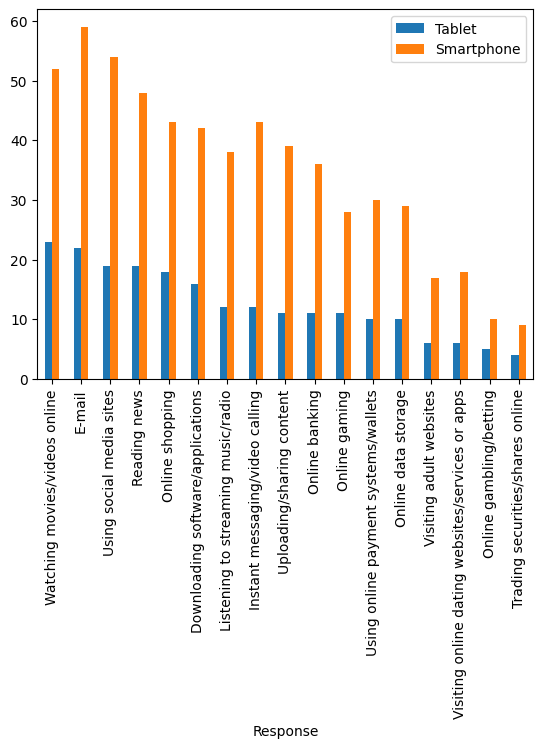 60
50
40
30
20
10
0
Tablet
Smartphone
Watching movies/videos online
E-mail
Using social media sites
Reading news
Online shopping
Downloading software/applications
Listening to streaming music/radio
Instant messaging/video calling
Uploading/sharing content
Online banking
Online gaming
Using online payment systems/wallets
Online data storage
Visiting adult websites
Visiting online dating websites/services or apps
Online gambling/betting
Trading securities/shares online
Response